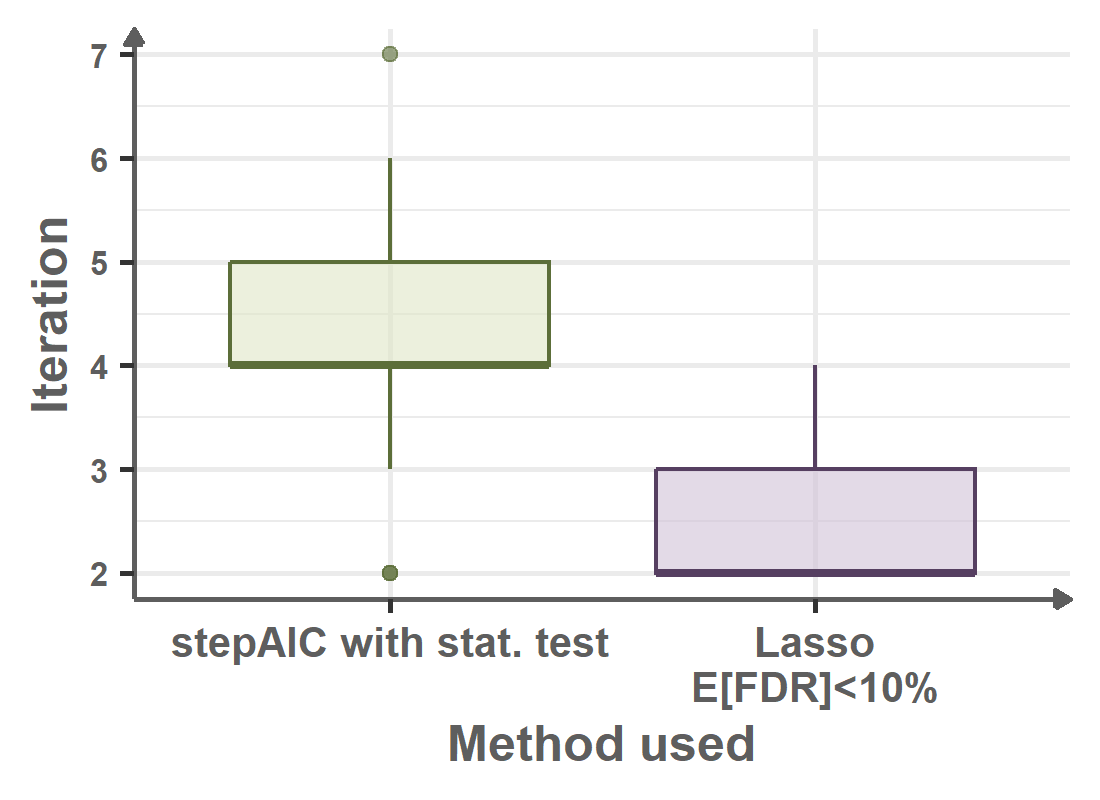 7
6
5
4
3
2
Iteration
stepAIC with stat. test
Lasso
E[FDR]<10%
Method used